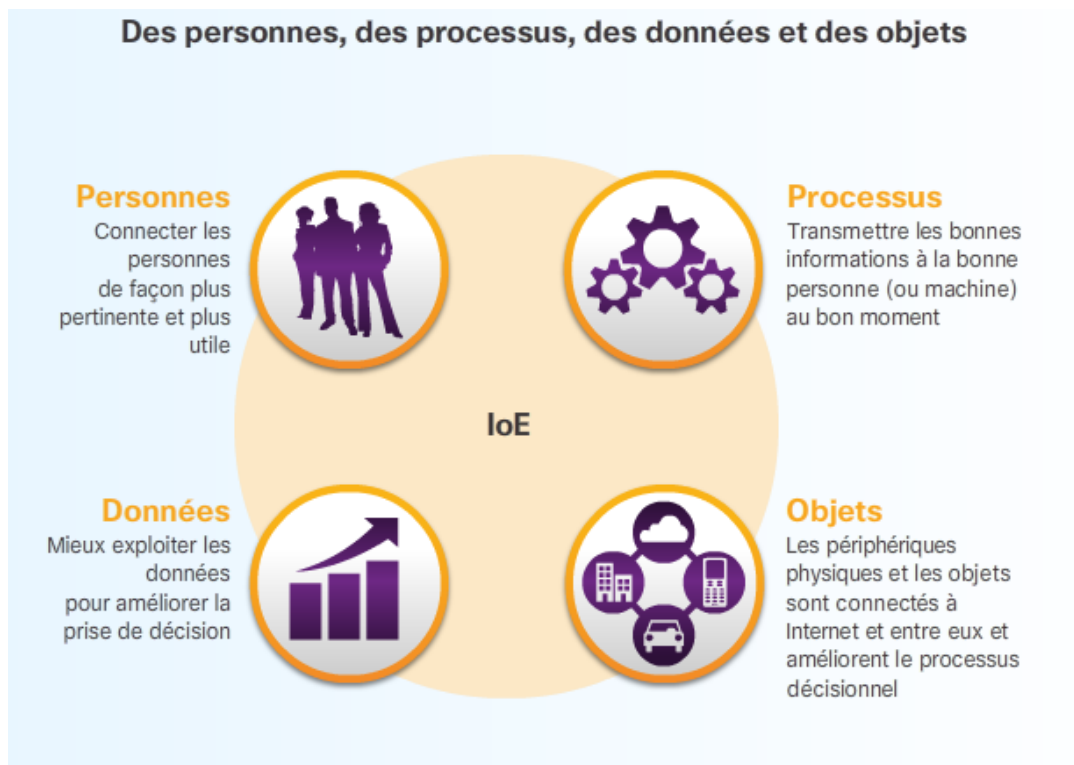 Des personnes, des processus, des données et des objets
Personnes
Connecter les
personnes
de façon plus
pertinente et plus
utile
Processus
Transmettre les bonnes
informations à la bonne
personne (ou machine)
au bon moment
IoE
Données
Mieux exploiter les
données
pour améliorer la
prise de décision
Objets
Les périphériques
physiques et les objets
sont connectés à
Internet et entre eux et
améliorent le processus
décisionnel